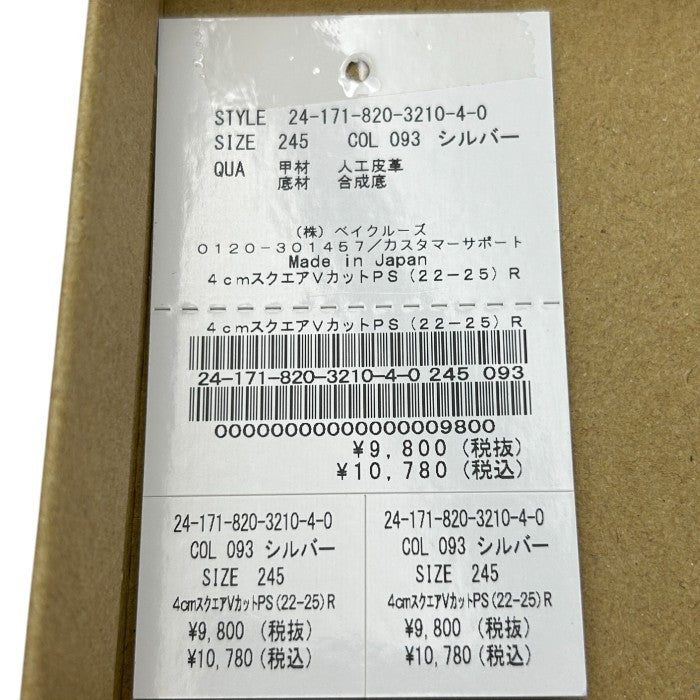 STYLE 24-171-820-3210-4-0
SIZE 245 COL 093 シルバー
QUA 甲材 人工皮革
底材 合成底
(株) ベイクルーズ
0120-301457/カスタマーサポート
Made in Japan
4cmスクエアVカットPS (22-25) R
4cmスクエアVカットPS (22-25) R
24-171-820-3210-4-0 245 093
00000000000000009800
¥9,800 (税抜)
¥10,780 (税込)
24-171-820-3210-4-0
COL 093 シルバー
SIZE 245
4cmスクエアVカットPS(22-25)R
¥9,800 (税抜)
¥10,780 (税込)
24-171-820-3210-4-0
COL 093 シルバー
SIZE 245
4cmスクエアVカットPS(22-25)R
¥9,800 (税抜)
¥10,780 (税込)